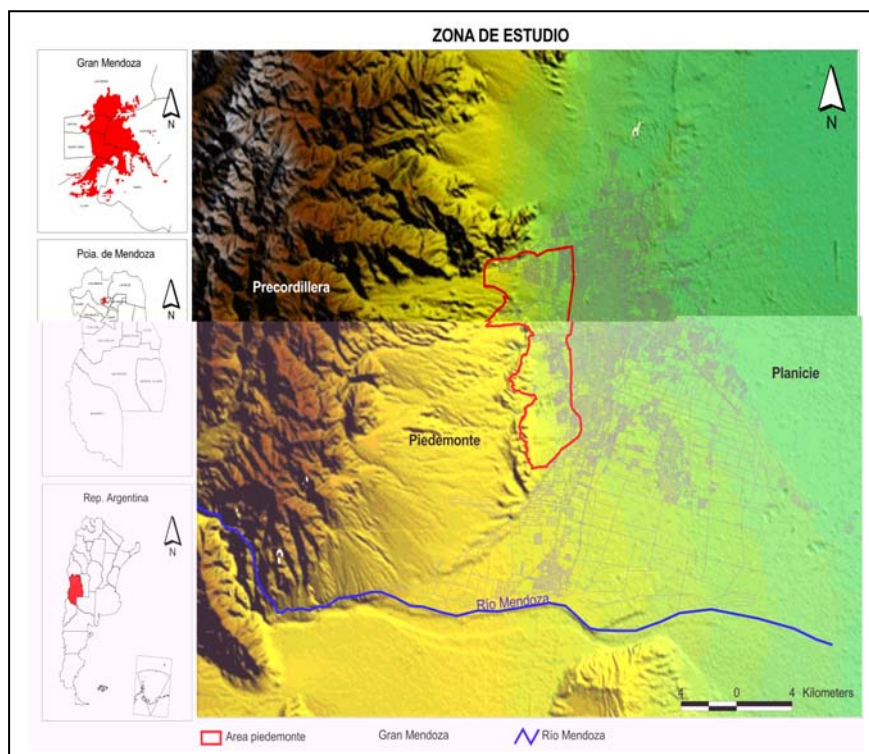 ZONA DE ESTUDIO
Gran Mendoza
N
Pcia. de Mendoza
Rep. Argentina
N
N
Precordillera
Piedemonte
Planicie
Río Mendoza
4 0 4 Kilometers
Area piedemonte Gran Mendoza Río Mendoza